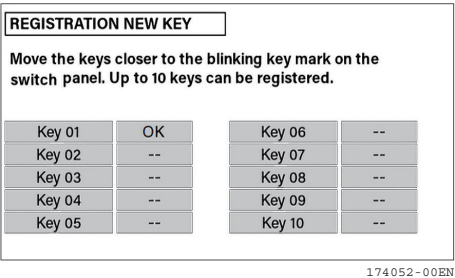 REGISTRATION NEW KEY
Move the keys closer to the blinking key mark on the
switch panel. Up to 10 keys can be registered.
Key 01 OK Key 06 --
Key 02 -- Key 07 --
Key 03 -- Key 08 --
Key 04 -- Key 09 --
Key 05 -- Key 10 --
174052-00EN